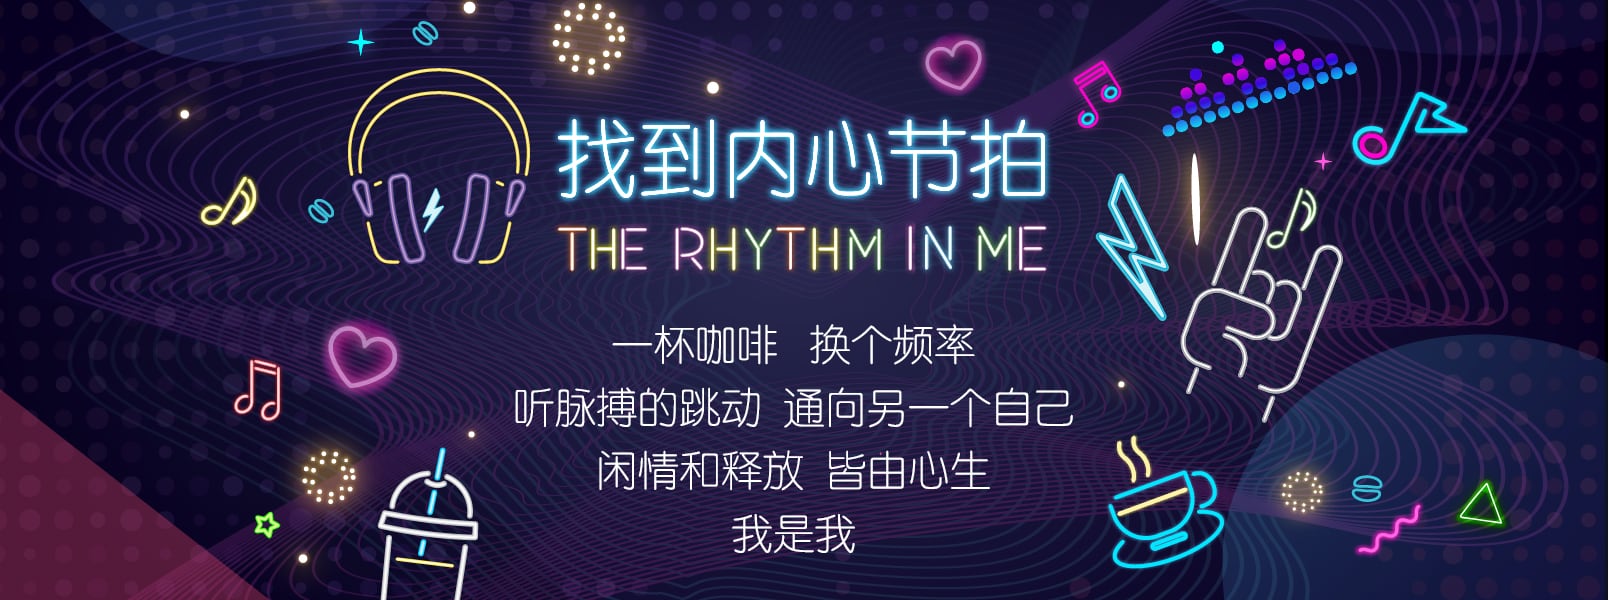 找到内心节拍
THE RHYTHM IN ME
一杯咖啡 换个频率
听脉搏的跳动 通向另一个自己
闲情和释放 皆由心生
我是我